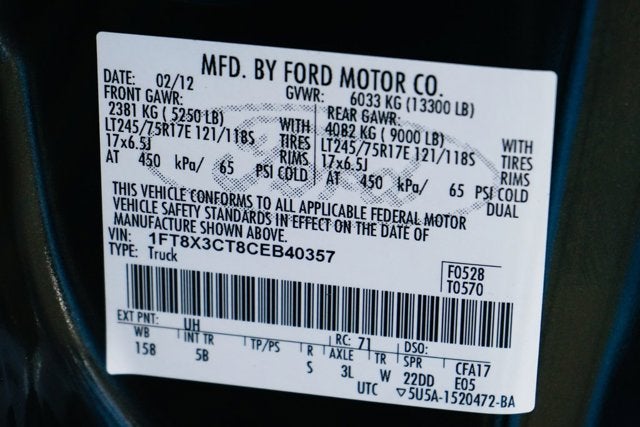 MFD. BY FORD MOTOR CO.
DATE: 02/12 GVWR: 6033 KG (13300 LB)
FRONT GAWR: REAR GAWR:
2381 KG ( 5250 LB) WITH 4082 KG ( 9000 LB) WITH
LT245/75R17E 121/118S TIRES LT245/75R17E 121/118S TIRES
17x6.5J RIMS 17x6.5J RIMS
AT 450 kPa/ 65 PSI COLD AT 450 kPa/ 65 PSI COLD
DUAL
Ford
THIS VEHICLE CONFORMS TO ALL APPLICABLE FEDERAL MOTOR
VEHICLE SAFETY STANDARDS IN EFFECT ON THE DATE OF
MANUFACTURE SHOWN ABOVE.
VIN: 1FT8X3CT8CEB40357
TYPE: Truck
F0528
T0570
EXT PNT: UH RC: 71 DSO:
WB INT TR TP/PS R AXLE TR SPR CFA17
158 5B S 3L W 22DD E05
UTC ▽5U5A-1520472-BA